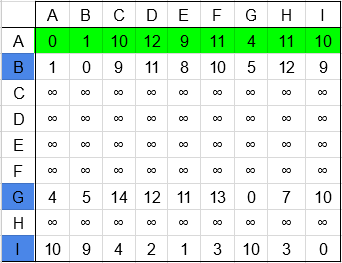 A B C D E F G H I
A 0 1 10 12 9 11 4 11 10
B 1 0 9 11 8 10 5 12 9
C ∞ ∞ ∞ ∞ ∞ ∞ ∞ ∞ ∞
D ∞ ∞ ∞ ∞ ∞ ∞ ∞ ∞ ∞
E ∞ ∞ ∞ ∞ ∞ ∞ ∞ ∞ ∞
F ∞ ∞ ∞ ∞ ∞ ∞ ∞ ∞ ∞
G 4 5 14 12 11 13 0 7 10
H ∞ ∞ ∞ ∞ ∞ ∞ ∞ ∞ ∞
I 10 9 4 2 1 3 10 3 0